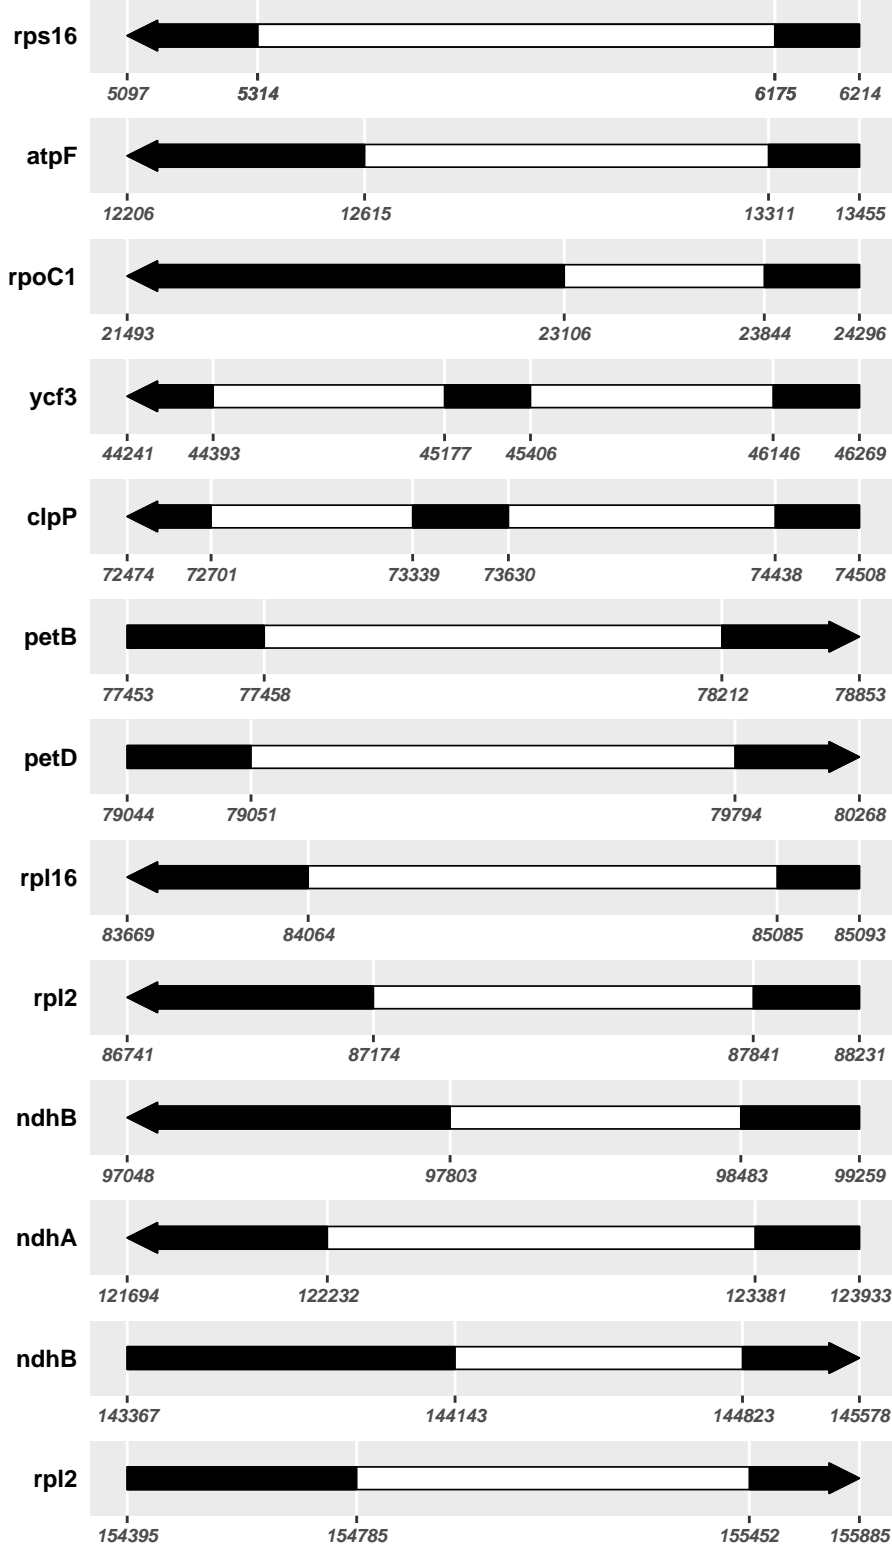 rps16
5097 5314 6175 6214
atpF
12206 12615 13311 13455
rpoC1
21493 23106 23844 24296
ycf3
44241 44393 45177 45406 46146 46269
clpP
72474 72701 73339 73630 74438 74508
petB
77453 77458 78212 78853
petD
79044 79051 79794 80268
rpl16
83669 84064 85085 85093
rpl2
86741 87174 87841 88231
ndhB
97048 97803 98483 99259
ndhA
121694 122232 123381 123933
ndhB
143367 144143 144823 145578
rpl2
154395 154785 155452 155885